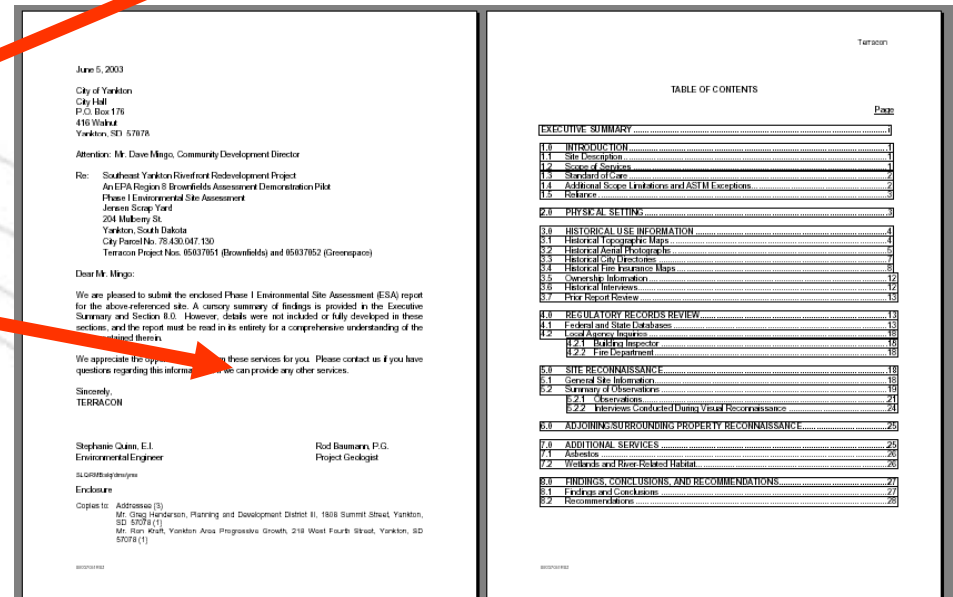 June 5, 2003
City of Yankton
City Hall
P.O. Box 176
416 Walnut
Yankton, SD 57078
Attention: Mr. Dave Mingo, Community Development Director
Re: Southeast Yankton Riverfront Redevelopment Project
An EPA Region 8 Brownfields Assessment Demonstration Pilot
Phase I Environmental Site Assessment
Jensen Scrap Yard
204 Mulberry St.
Yankton, South Dakota
City Parcel No. 78.430.047.130
Terracon Project Nos. 05037051 (Brownfields) and 05037052 (Greenspace)
Dear Mr. Mingo:
We are pleased to submit the enclosed Phase I Environmental Site Assessment (ESA) report
for the above-referenced site. A cursory summary of findings is provided in the Executive
Summary and Section 8.0. However, details were not included or fully developed in these
sections, and the report must be read in its entirety for a comprehensive understanding of the
contained therein.
We appreciate the these services for you. Please contact us if you have
questions regarding this we can provide any other services.
Sincerely,
TERRACON
Stephanie Quinn, E.I. Rod Baumann, P.G.
Environmental Engineer Project Geologist
Enclosure
Copies to: Addressee (3)
Mr. Greg Henderson, Planning and Development District III, 1808 Summit Street, Yankton,
SD 57078 (1)
Mr. Ron Kraft, Yankton Area Progressive Growth, 218 West Fourth Street, Yankton, SD
57078 (1)
Terracon
TABLE OF CONTENTS
Page
EXECUTIVE SUMMARY i
1.0 INTRODUCTION 1
1.1 Site Description 1
1.2 Scope of Services 1
1.3 Standard of Care 2
1.4 Additional Scope Limitations and ASTM Exceptions 2
1.5 Reliance 3
2.0 PHYSICAL SETTING 3
3.0 HISTORICAL USE INFORMATION 4
3.1 Historical Topographic Maps 4
3.2 Historical Aerial Photographs 5
3.3 Historical City Directories 7
3.4 Historical Fire Insurance Maps 8
3.5 Ownership Information 12
3.6 Historical Interviews 12
3.7 Prior Report Review 13
4.0 REGULATORY RECORDS REVIEW 13
4.1 Federal and State Databases 13
4.2 Local Agency Inquiries 18
4.2.1 Building Inspector 18
4.2.2 Fire Department 18
5.0 SITE RECONNAISSANCE 18
5.1 General Site Information 18
5.2 Summary of Observations 19
5.2.1 Observations 21
5.2.2 Interviews Conducted During Visual Reconnaissance 24
6.0 ADJOINING/SURROUNDING PROPERTY RECONNAISSANCE 25
7.0 ADDITIONAL SERVICES 25
7.1 Asbestos 26
7.2 Wetlands and River-Related Habitat 26
8.0 FINDINGS, CONCLUSIONS, AND RECOMMENDATIONS 27
8.1 Findings and Conclusions 27
8.2 Recommendations 28